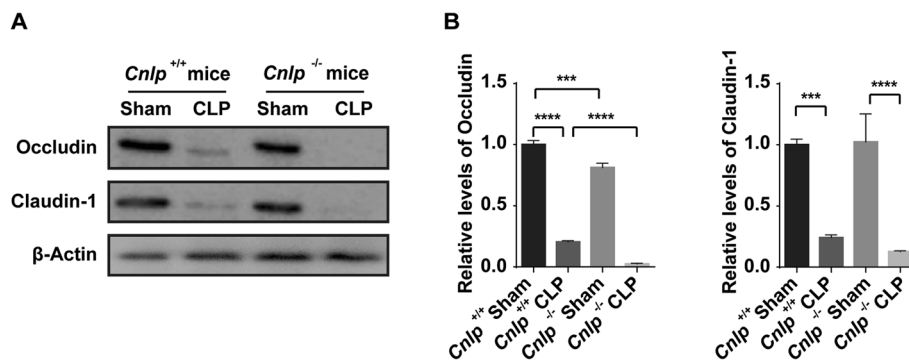 A
Cnlp +/+ mice Cnlp -/- mice
Sham CLP Sham CLP
Occludin
Claudin-1
β-Actin
B
Relative levels of Occludin
1.5
1.0
0.5
0.0
***
**** ****
Cnlp +/+ Sham
Cnlp +/+ CLP
Cnlp -/- Sham
Cnlp -/- CLP
Relative levels of Claudin-1
1.5
1.0
0.5
0.0
*** ****
Cnlp +/+ Sham
Cnlp +/+ CLP
Cnlp -/- Sham
Cnlp -/- CLP